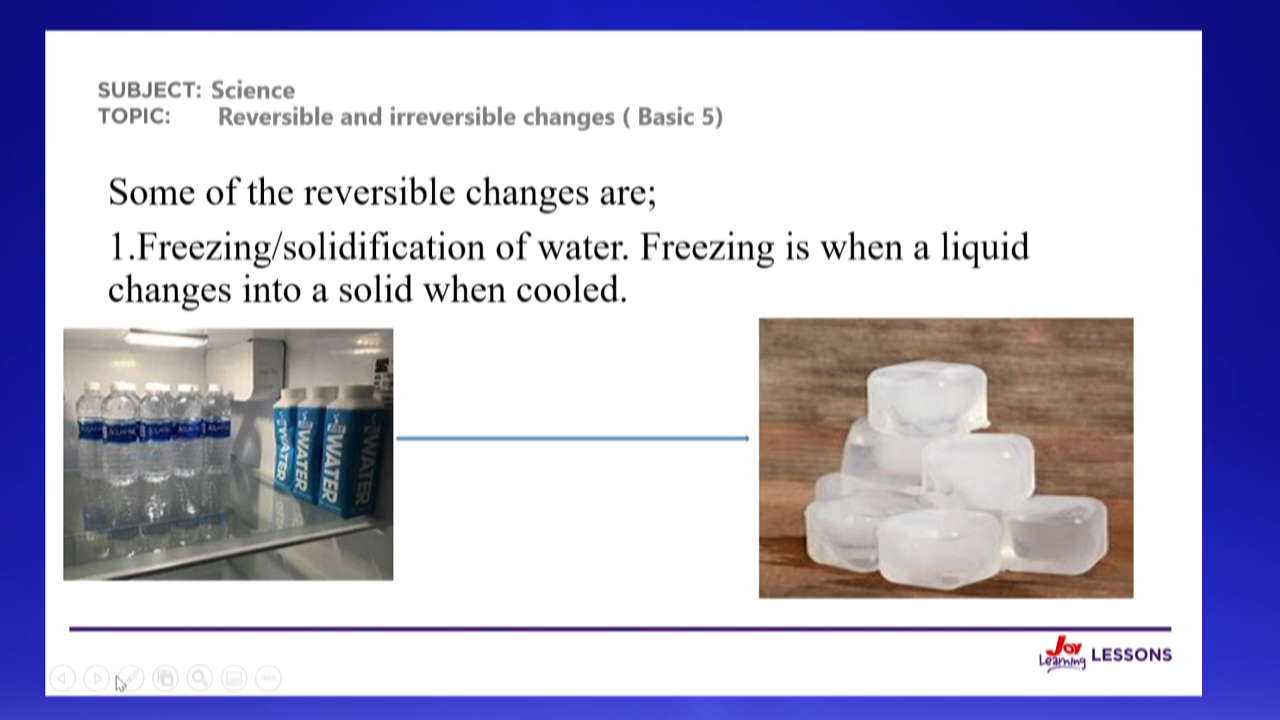 SUBJECT: Science
TOPIC: Reversible and irreversible changes ( Basic 5)
Some of the reversible changes are;
1.Freezing/solidification of water. Freezing is when a liquid
changes into a solid when cooled.
WATER WATER WATER WATER
Joy
Learning LESSONS